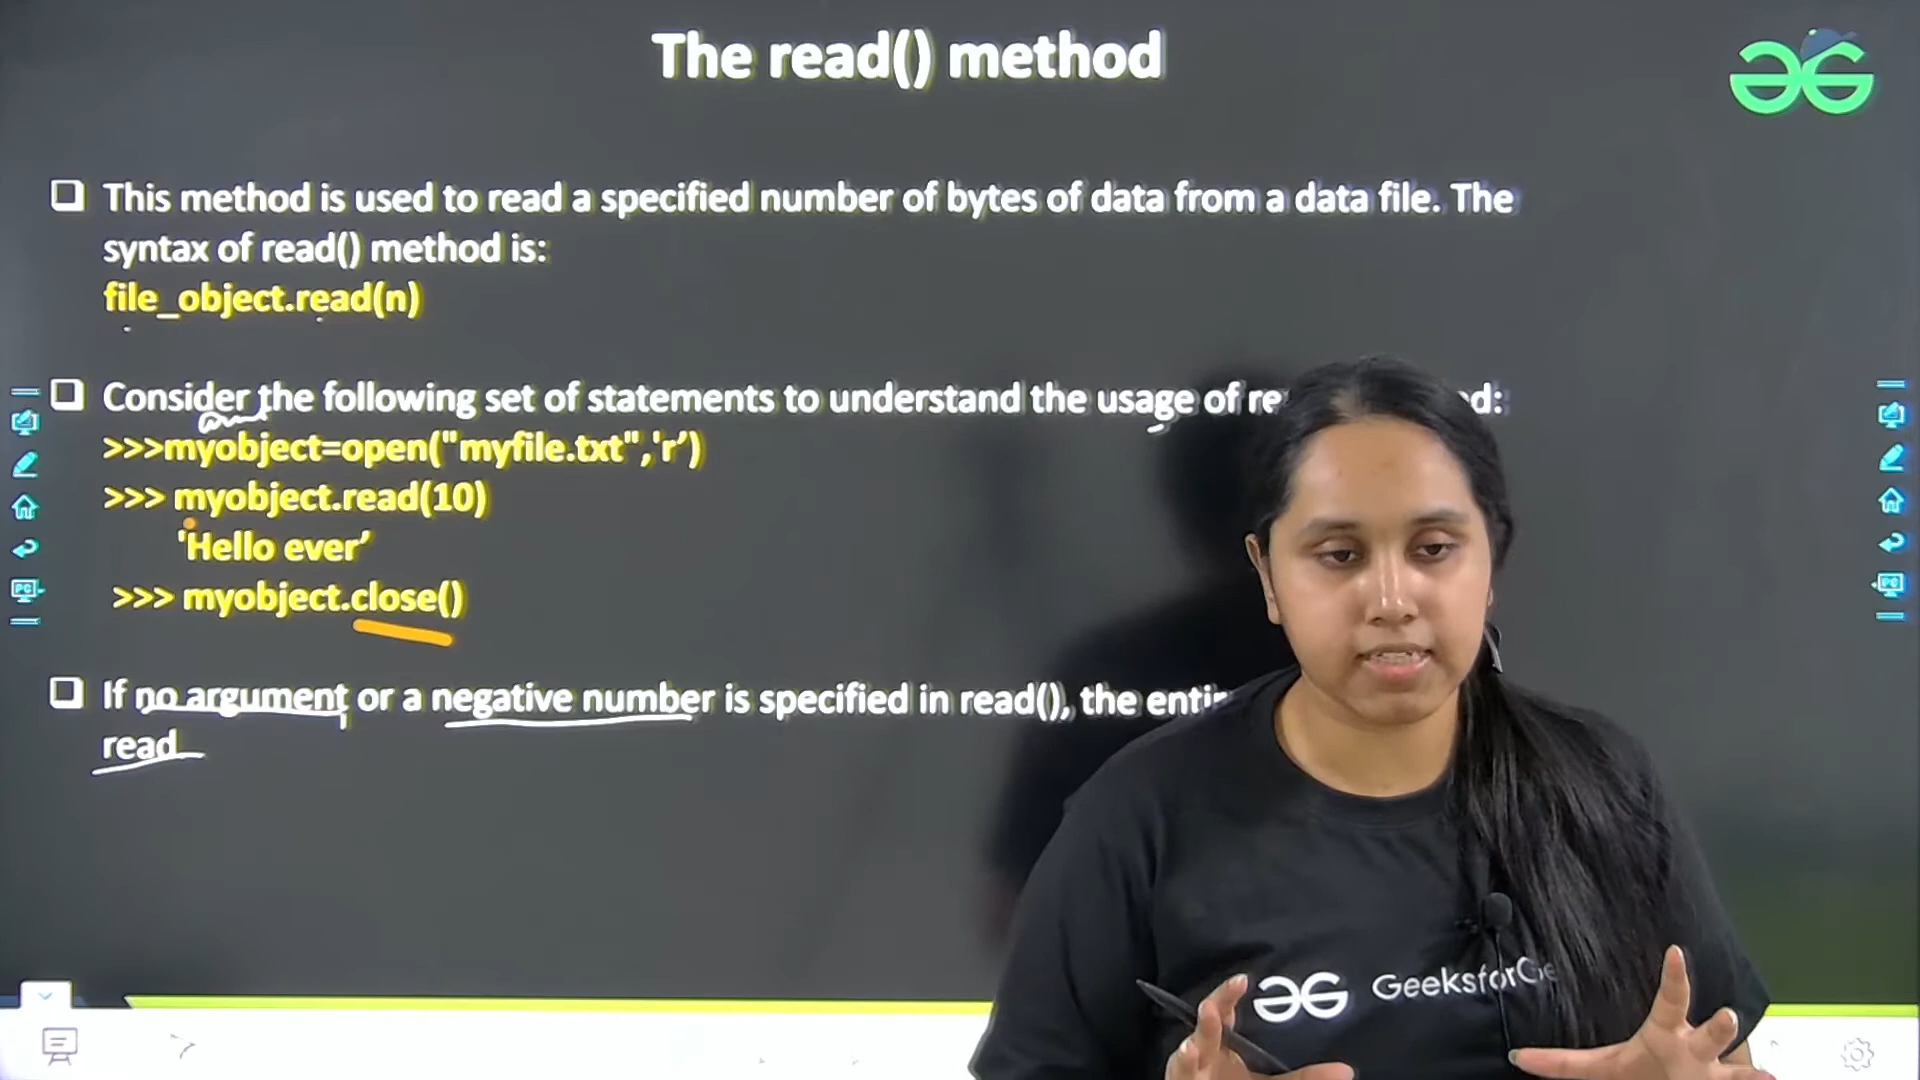 The read() method
This method is used to read a specified number of bytes of data from a data file. The
syntax of read() method is:
file_object.read(n)
Consider the following set of statements to understand the usage of re d:
>>>myobject=open("myfile.txt",'r’)
>>> myobject.read(10)
'Hello ever’
>>> myobject.close()
If no argument or a negative number is specified in read(), the
read
PC
PC